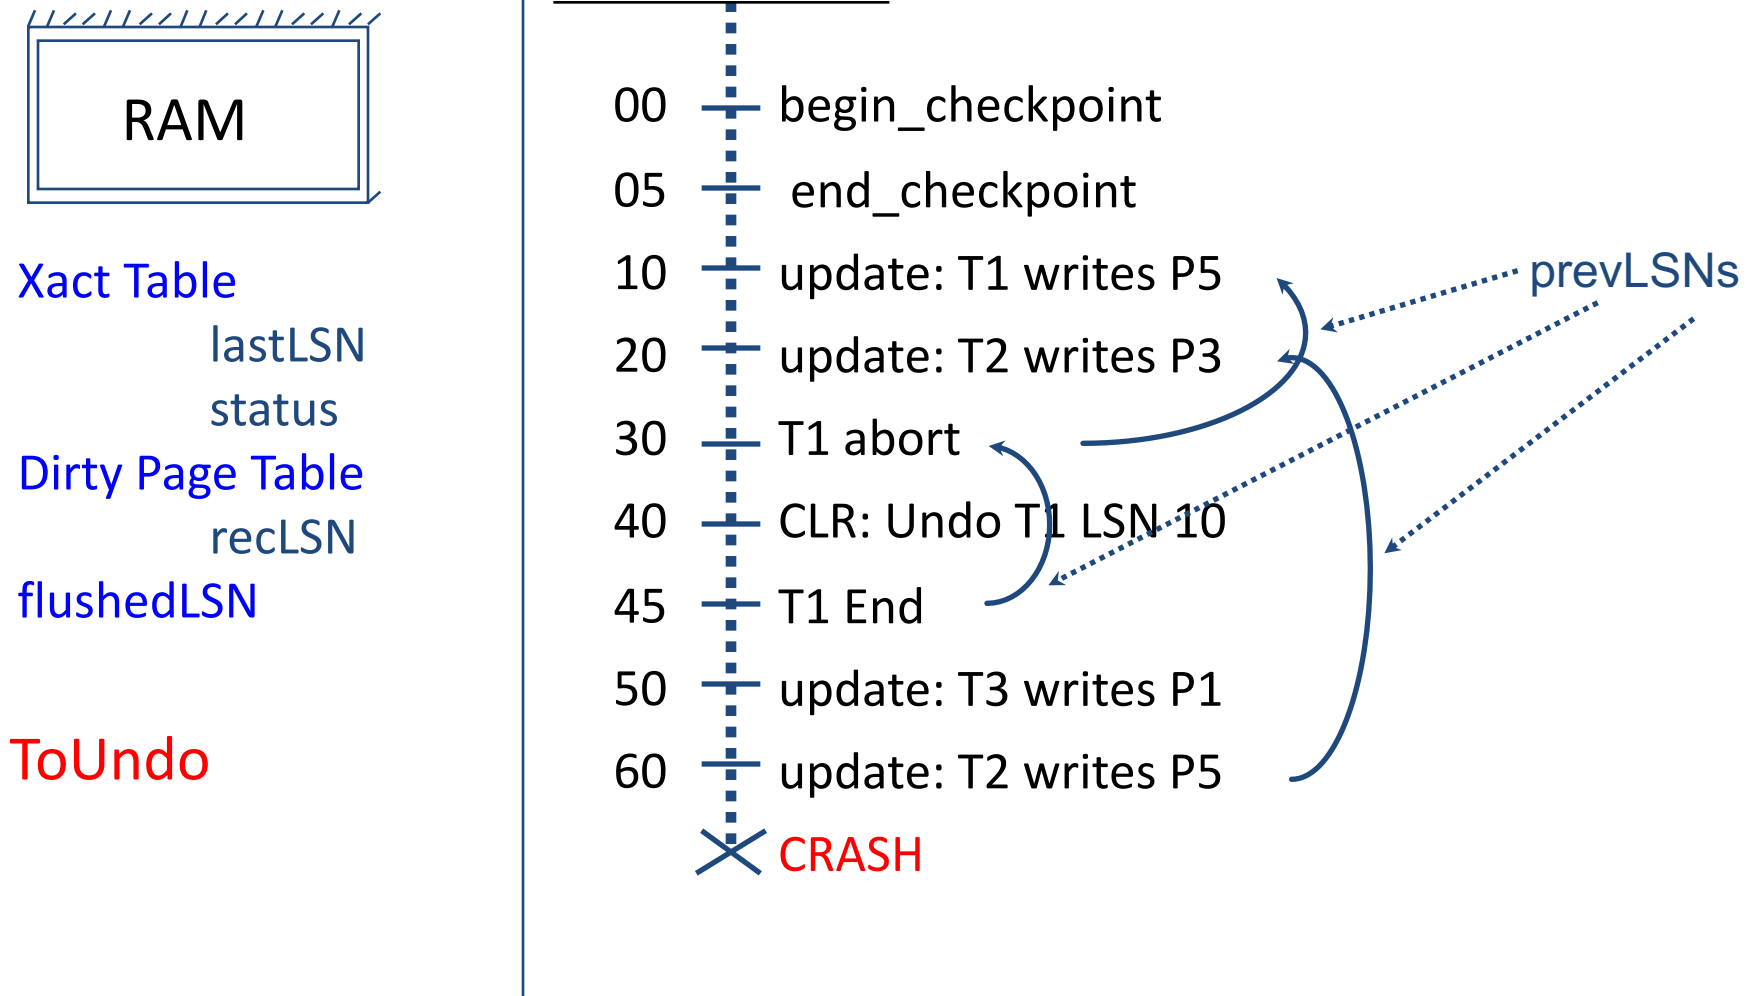 RAM
Xact Table
lastLSN
status
Dirty Page Table
recLSN
flushedLSN
ToUndo
00 begin_checkpoint
05 end_checkpoint
10 update: T1 writes P5
prevLSNs
20 update: T2 writes P3
30 T1 abort
40 CLR: Undo T1 LSN 10
45 T1 End
50 update: T3 writes P1
60 update: T2 writes P5
CRASH